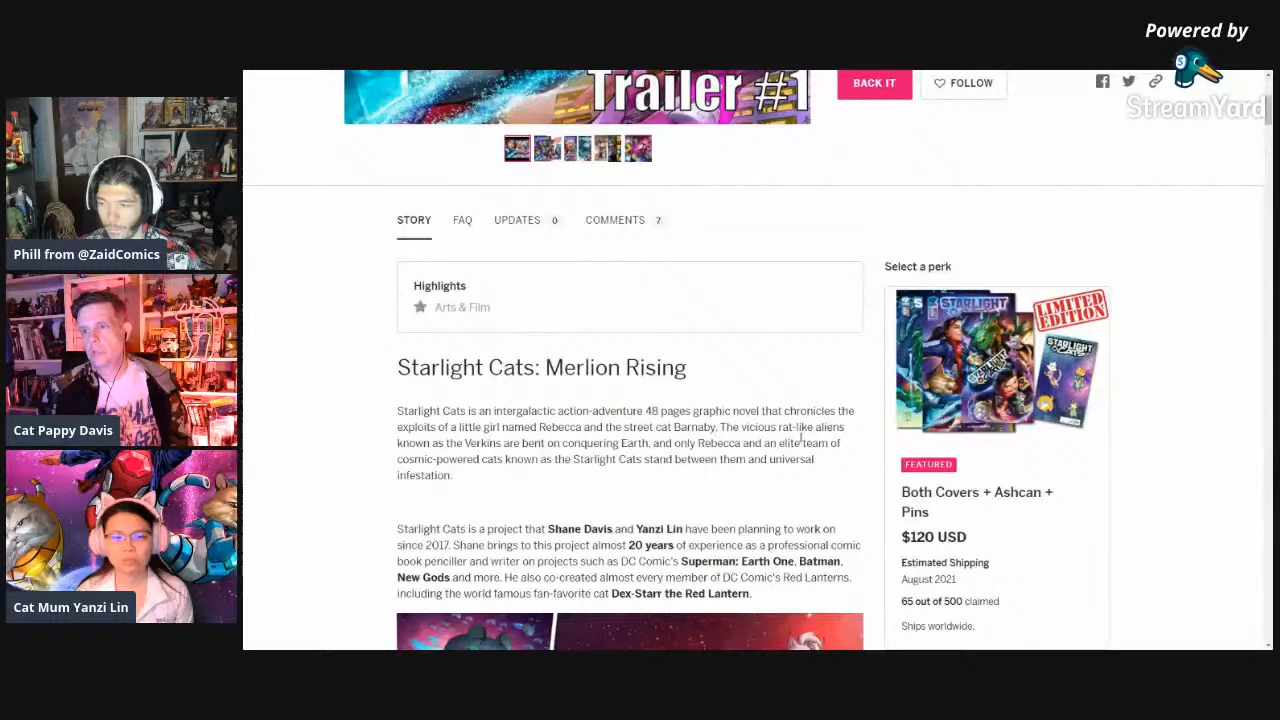 Powered by
StreamYard
Trailer #1
BACK IT
FOLLOW
STORY FAQ UPDATES 0 COMMENTS 7
Highlights
Arts & Film
Starlight Cats: Merlion Rising
Starlight Cats is an intergalactic action-adventure 48 pages graphic novel that chronicles the
exploits of a little girl named Rebecca and the street cat Barnaby. The vicious rat-like aliens
known as the Verkins are bent on conquering Earth, and only Rebecca and an elite team of
cosmic-powered cats known as the Starlight Cats stand between them and universal
infestation.
Starlight Cats is a project that Shane Davis and Yanzi Lin have been planning to work on
since 2017. Shane brings to this project almost 20 years of experience as a professional comic
book penciller and writer on projects such as DC Comic's Superman: Earth One, Batman,
New Gods and more. He also co-created almost every member of DC Comic's Red Lanterns,
including the world famous fan-favorite cat Dex-Starr the Red Lantern.
Select a perk
LIMITED
EDITION
STARLIGHT
STARLIGHT
CATS
FEATURED
Both Covers + Ashcan +
Pins
$120 USD
Estimated Shipping
August 2021
65 out of 500 claimed
Ships worldwide.
Phill from @ZaidComics
Cat Pappy Davis
Cat Mum Yanzi Lin